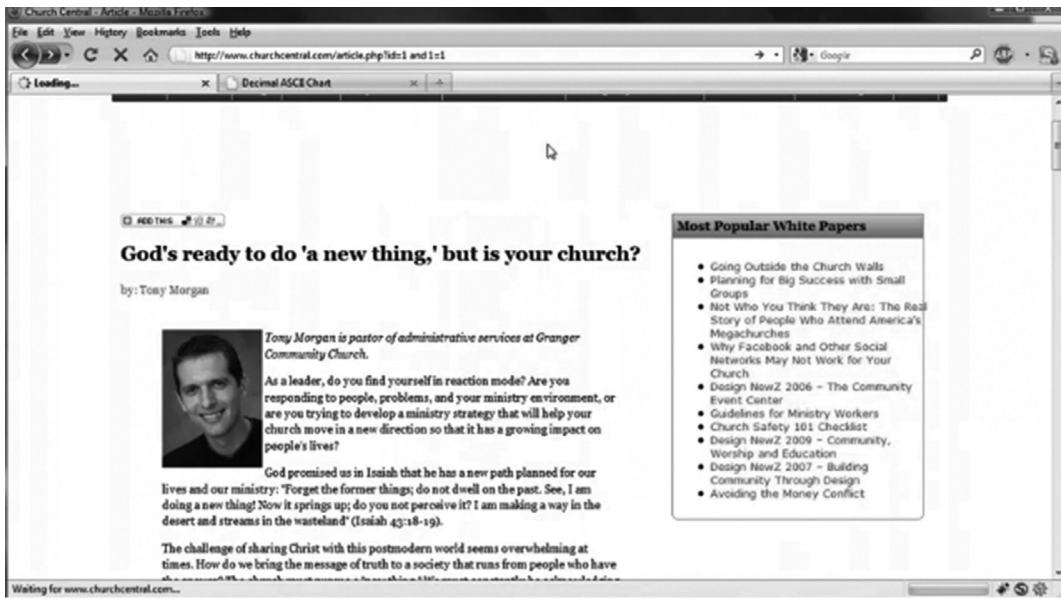 Church Central - Article - Mozilla Firefox
File Edit View History Bookmarks Tools Help
http://www.churchcentral.com/article.php?id=1 and 1=1
Google
Loading...
Decimal ASCII Chart
ADD THIS
God's ready to do 'a new thing,' but is your church?
by: Tony Morgan
Tony Morgan is pastor of administrative services at Granger
Community Church.
As a leader, do you find yourself in reaction mode? Are you
responding to people, problems, and your ministry environment, or
are you trying to develop a ministry strategy that will help your
church move in a new direction so that it has a growing impact on
people's lives?
God promised us in Isaiah that he has a new path planned for our
lives and our ministry: "Forget the former things; do not dwell on the past. See, I am
doing a new thing! Now it springs up; do you not perceive it? I am making a way in the
desert and streams in the wasteland" (Isaiah 43:18-19).
The challenge of sharing Christ with this postmodern world seems overwhelming at
times. How do we bring the message of truth to a society that runs from people who have
Most Popular White Papers
Going Outside the Church Walls
Planning for Big Success with Small
Groups
Not Who You Think They Are: The Real
Story of People Who Attend America's
Megachurches
Why Facebook and Other Social
Networks May Not Work for Your
Church
Design NewZ 2006 - The Community
Event Center
Guidelines for Ministry Workers
Church Safety 101 Checklist
Design NewZ 2009 - Community,
Worship and Education
Design NewZ 2007 - Building
Community Through Design
Avoiding the Money Conflict
Waiting for www.churchcentral.com...